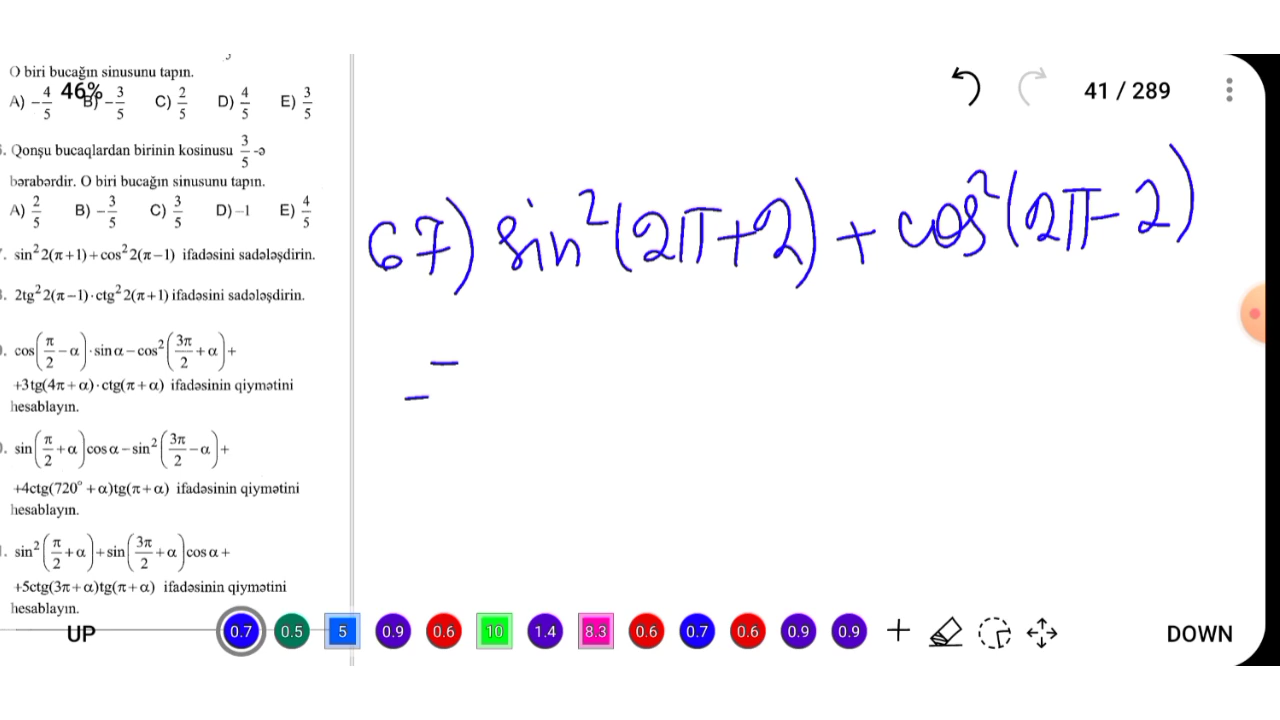 O biri bucağın sinusunu tapın.
A) −4/5 B) −3/5 C) 2/5 D) 4/5 E) 3/5
46%
. Qonşu bucaqlardan birinin kosinusu 3/5 -ə
bərabərdir. O biri bucağın sinusunu tapın.
A) 2/5 B) −3/5 C) 3/5 D) −1 E) 4/5
. sin²2(π+1)+cos²2(π−1) ifadəsini sadələşdirin.
. 2tg²2(π−1)·ctg²2(π+1) ifadəsini sadələşdirin.
. cos(π/2−α)·sinα−cos²(3π/2+α)+
+3tg(4π+α)·ctg(π+α) ifadəsinin qiymətini
hesablayın.
. sin(π/2+α)cosα−sin²(3π/2−α)+
+4ctg(720°+α)tg(π+α) ifadəsinin qiymətini
hesablayın.
. sin²(π/2+α)+sin(3π/2+α)cosα+
+5ctg(3π+α)tg(π+α) ifadəsinin qiymətini
hesablayın.
41 / 289
67) sin²(2π+2) + cos²(2π−2)
=
UP 0.7 0.5 5 0.9 0.6 10 1.4 8.3 0.6 0.7 0.6 0.9 0.9 + DOWN